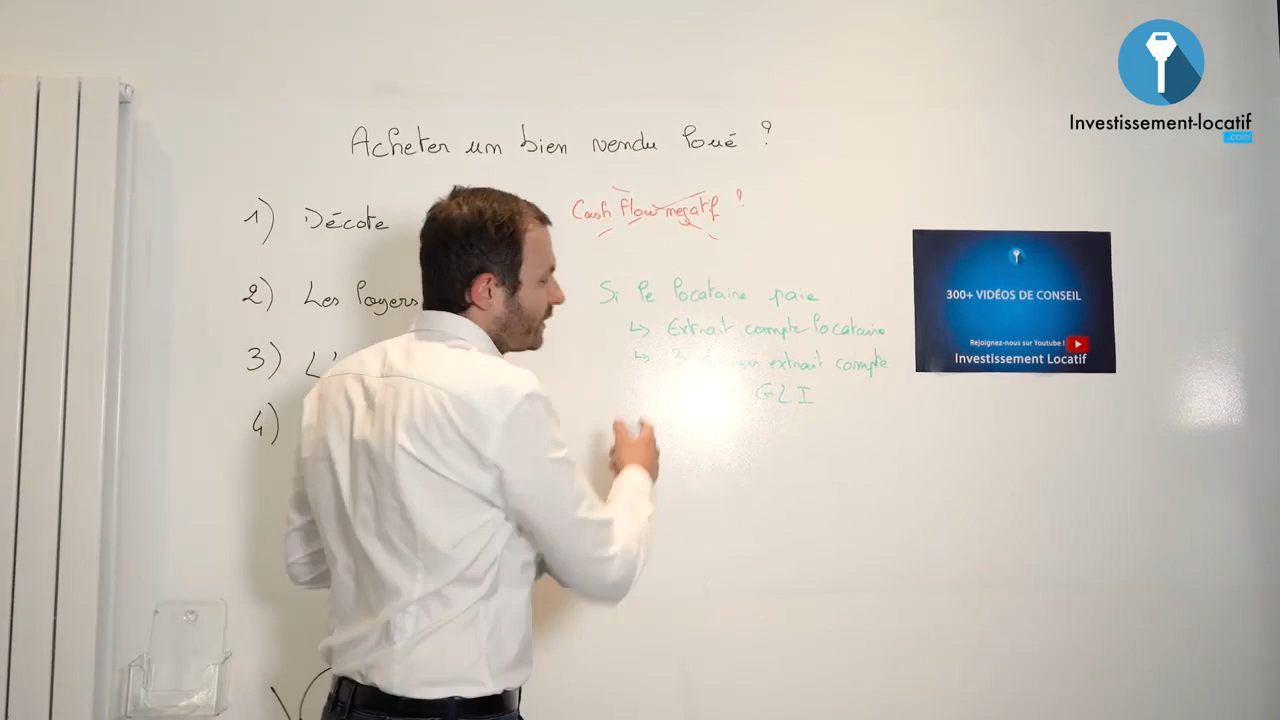 Investissement-locatif
.com
Acheter un bien vendu loué ?
1) Décote
Cash flow negatif ?
2) Les loyers
Si le locataire paie
↳ Extrait compte locataire
3) L'
↳ 3 extrait compte
GLI
4)
300+ VIDÉOS DE CONSEIL
Rejoignez-nous sur Youtube !
Investissement Locatif